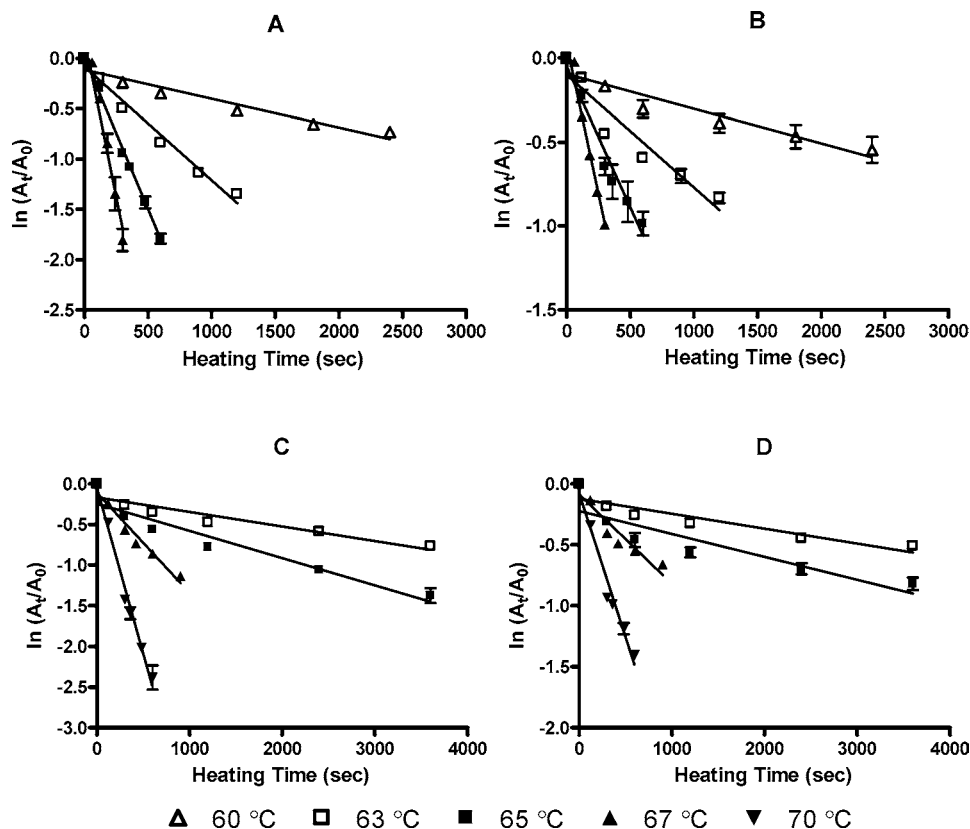 A
ln (At/A0)
0.0
-0.5
-1.0
-1.5
-2.0
-2.5
0 500 1000 1500 2000 2500 3000
Heating Time (sec)
B
ln (At/A0)
0.0
-0.5
-1.0
-1.5
0 500 1000 1500 2000 2500 3000
Heating Time (sec)
C
ln (At/A0)
0.0
-0.5
-1.0
-1.5
-2.0
-2.5
-3.0
0 1000 2000 3000 4000
Heating Time (sec)
D
ln (At/A0)
0.0
-0.5
-1.0
-1.5
-2.0
0 1000 2000 3000 4000
Heating Time (sec)
60 °C 63 °C 65 °C 67 °C 70 °C